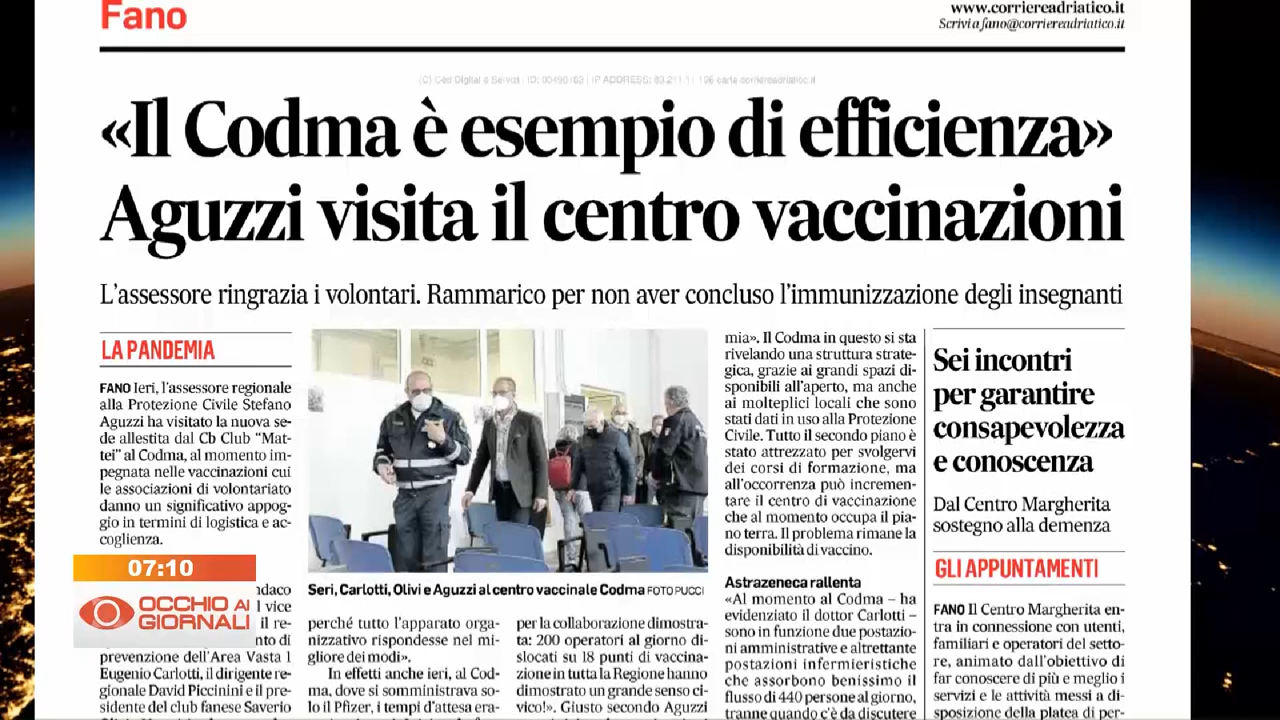 Fano
www.corriereadriatico.it
Scrivi a fano@corriereadriatico.it
«Il Codma è esempio di efficienza»
Aguzzi visita il centro vaccinazioni
L'assessore ringrazia i volontari. Rammarico per non aver concluso l'immunizzazione degli insegnanti
LA PANDEMIA
FANO Ieri, l'assessore regionale
alla Protezione Civile Stefano
Aguzzi ha visitato la nuova se-
de allestita dal Cb Club “Mat-
tei” al Codma, al momento im-
pegnata nelle vaccinazioni cui
le associazioni di volontariato
danno un significativo appog-
gio in termini di logistica e ac-
coglienza.
07:10
OCCHIO AI
GIORNALI
ndaco
l vice
il re-
nto di
prevenzione dell'Area Vasta 1
Eugenio Carlotti, il dirigente re-
gionale David Piccinini e il pre-
sidente del club fanese Saverio
Seri, Carlotti, Olivi e Aguzzi al centro vaccinale Codma FOTO PUCCI
perché tutto l'apparato orga-
nizzativo rispondesse nel mi-
gliore dei modi».
In effetti anche ieri, al Cod-
ma, dove si somministrava so-
lo il Pfizer, i tempi d'attesa era-
per la collaborazione dimostra-
ta: 200 operatori al giorno di-
slocati su 18 punti di vaccina-
zione in tutta la Regione hanno
dimostrato un grande senso ci-
vico!». Giusto secondo Aguzzi
mia». Il Codma in questo si sta
rivelando una struttura strate-
gica, grazie ai grandi spazi di-
sponibili all'aperto, ma anche
ai molteplici locali che sono
stati dati in uso alla Protezione
Civile. Tutto il secondo piano è
stato attrezzato per svolgervi
dei corsi di formazione, ma
all'occorrenza può incremen-
tare il centro di vaccinazione
che al momento occupa il pia-
no terra. Il problema rimane la
disponibilità di vaccino.
Astrazeneca rallenta
«Al momento al Codma – ha
evidenziato il dottor Carlotti –
sono in funzione due postazio-
ni amministrative e altrettante
postazioni infermieristiche
che assorbono benissimo il
flusso di 440 persone al giorno,
tranne quando c'è da discutere
Sei incontri
per garantire
consapevolezza
e conoscenza
Dal Centro Margherita
sostegno alla demenza
GLI APPUNTAMENTI
FANO Il Centro Margherita en-
tra in connessione con utenti,
familiari e operatori del setto-
re, animato dall'obiettivo di
far conoscere di più e meglio i
servizi e le attività messi a di-
sposizione della platea di per-